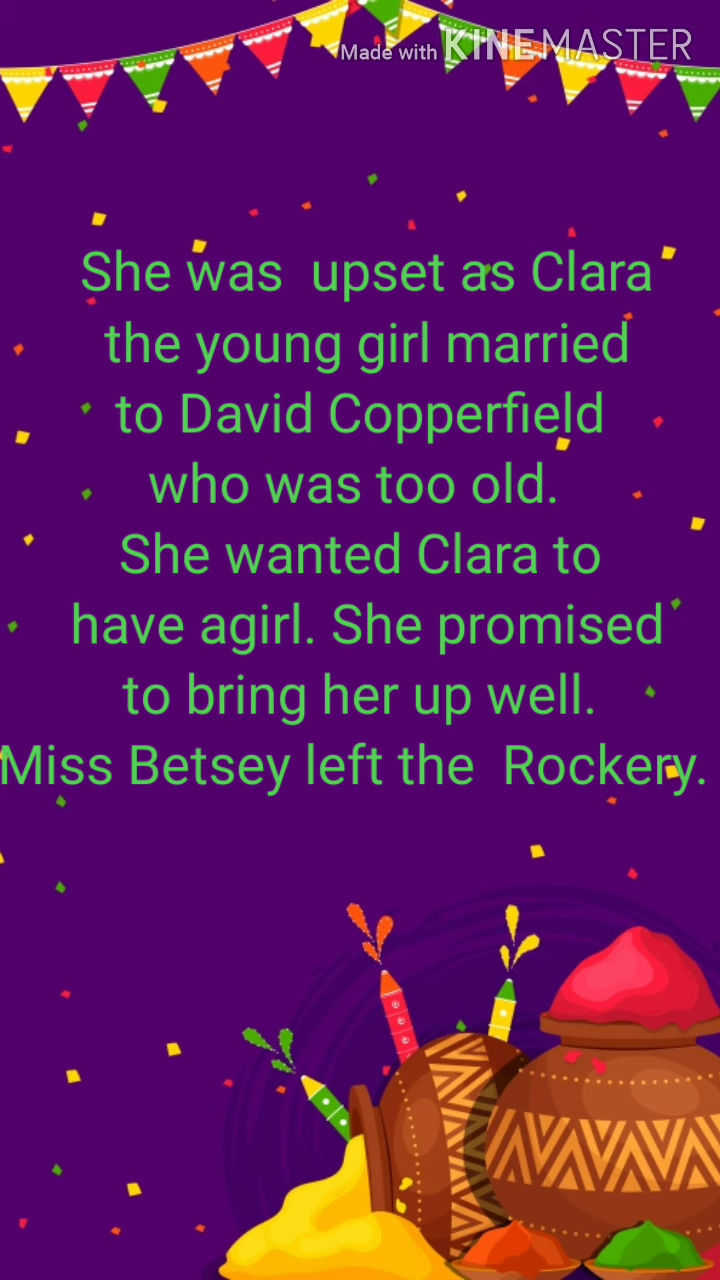 Made with KINEMASTER
She was  upset as Clara
the young girl married
to David Copperfield
who was too old.
She wanted Clara to
have agirl. She promised
to bring her up well.
Miss Betsey left the  Rockery.